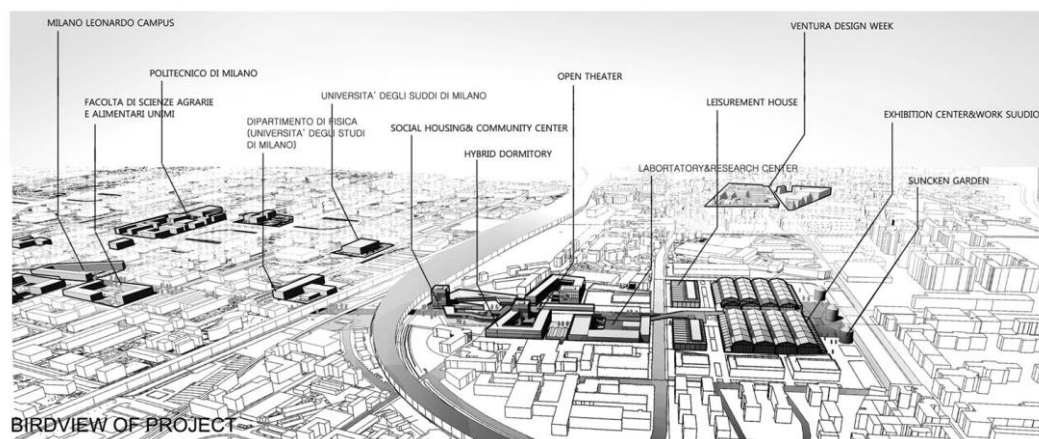 MILANO LEONARDO CAMPUS
VENTURA DESIGN WEEK
POLITECNICO DI MILANO
OPEN THEATER
UNIVERSITA' DEGLI SUDDI DI MILANO
LEISUREMENT HOUSE
FACOLTA DI SCIENZE AGRARIE
E ALIMENTARI UNIMI
EXHIBITION CENTER&WORK SUUDIO
DIPARTIMENTO DI FISICA
(UNIVERSITA' DEGLI STUDI
DI MILANO)
SOCIAL HOUSING& COMMUNITY CENTER
HYBRID DORMITORY
LABORTATORY&RESEARCH CENTER
SUNCKEN GARDEN
BIRDVIEW OF PROJECT